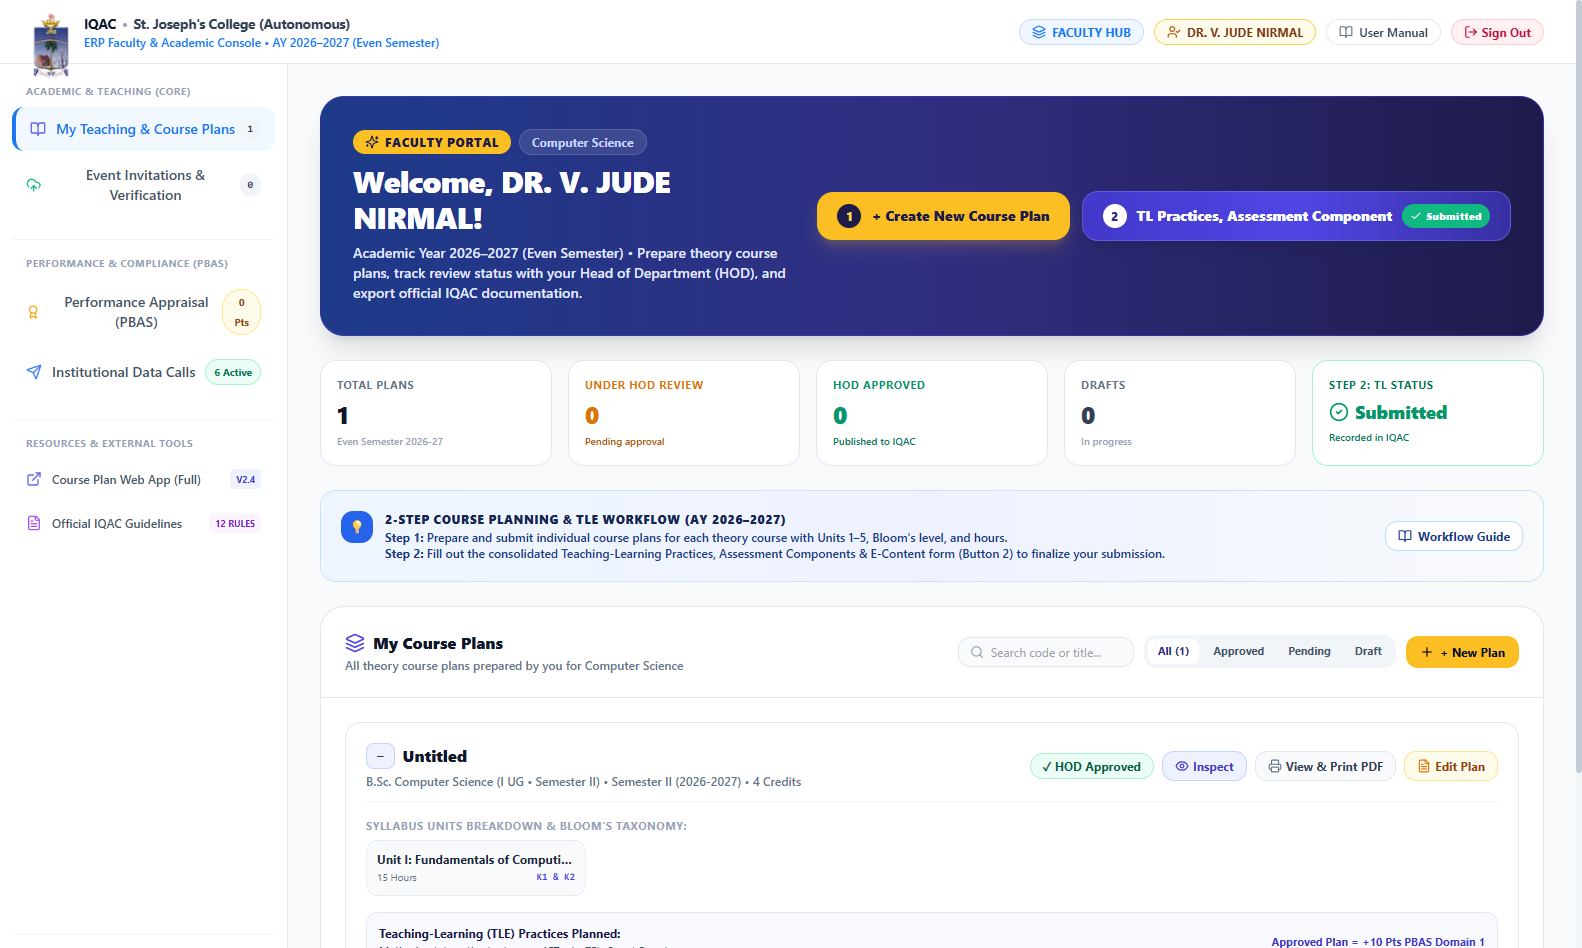 IQAC • St. Joseph's College (Autonomous)
ERP Faculty & Academic Console • AY 2026–2027 (Even Semester)
FACULTY HUB
DR. V. JUDE NIRMAL
User Manual
Sign Out
ACADEMIC & TEACHING (CORE)
My Teaching & Course Plans 1
Event Invitations &
Verification
0
PERFORMANCE & COMPLIANCE (PBAS)
Performance Appraisal
(PBAS)
0
Pts
Institutional Data Calls 6 Active
RESOURCES & EXTERNAL TOOLS
Course Plan Web App (Full) V2.4
Official IQAC Guidelines 12 RULES
FACULTY PORTAL Computer Science
Welcome, DR. V. JUDE
NIRMAL!
Academic Year 2026–2027 (Even Semester) • Prepare theory course
plans, track review status with your Head of Department (HOD), and
export official IQAC documentation.
1 + Create New Course Plan
2 TL Practices, Assessment Component ✓ Submitted
TOTAL PLANS
1
Even Semester 2026-27
UNDER HOD REVIEW
0
Pending approval
HOD APPROVED
0
Published to IQAC
DRAFTS
0
In progress
STEP 2: TL STATUS
Submitted
Recorded in IQAC
2-STEP COURSE PLANNING & TLE WORKFLOW (AY 2026–2027)
Step 1: Prepare and submit individual course plans for each theory course with Units 1–5, Bloom's level, and hours.
Step 2: Fill out the consolidated Teaching-Learning Practices, Assessment Components & E-Content form (Button 2) to finalize your submission.
Workflow Guide
My Course Plans
All theory course plans prepared by you for Computer Science
Search code or title...
All (1) Approved Pending Draft
+ + New Plan
– Untitled
B.Sc. Computer Science (I UG • Semester II) • Semester II (2026-2027) • 4 Credits
✓ HOD Approved
Inspect
View & Print PDF
Edit Plan
SYLLABUS UNITS BREAKDOWN & BLOOM'S TAXONOMY:
Unit I: Fundamentals of Computi...
15 Hours K1 & K2
Teaching-Learning (TLE) Practices Planned:
Approved Plan = +10 Pts PBAS Domain 1